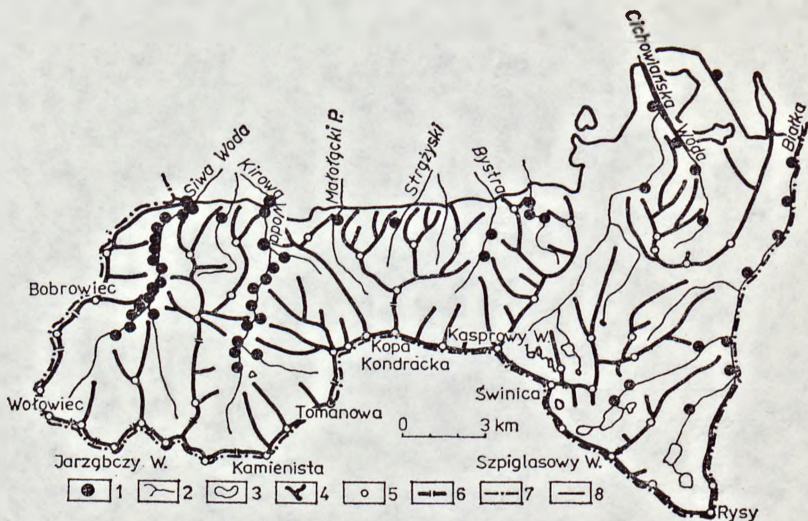 Cichowlańska Woda
Białka
Siwa Woda
Kirowa Woda
Małołącki P.
Strążyski
Bystra
Bobrowiec
Kasprowy W.
Kopa Kondracka
Świnica
Wołowiec
Tomanowa
0 3 km
Jarząbczy W.
Kamienista
Szpiglasowy W.
1 2 3 4 5 6 7 8
Rysy